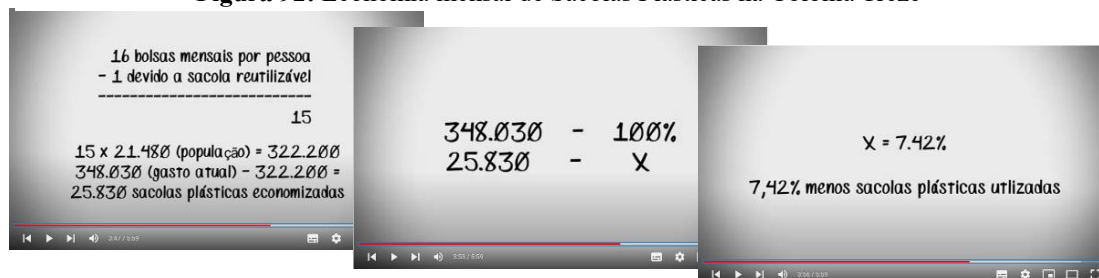 16 bolsas mensais por pessoa
- 1 devido a sacola reutilizável
----------------------------
15
15 x 21.480 (população) = 322.200
348.030 (gasto atual) - 322.200 =
25.830 sacolas plásticas economizadas
348.030 - 100%
25.830 - X
X = 7.42%
7,42% menos sacolas plásticas utlizadas